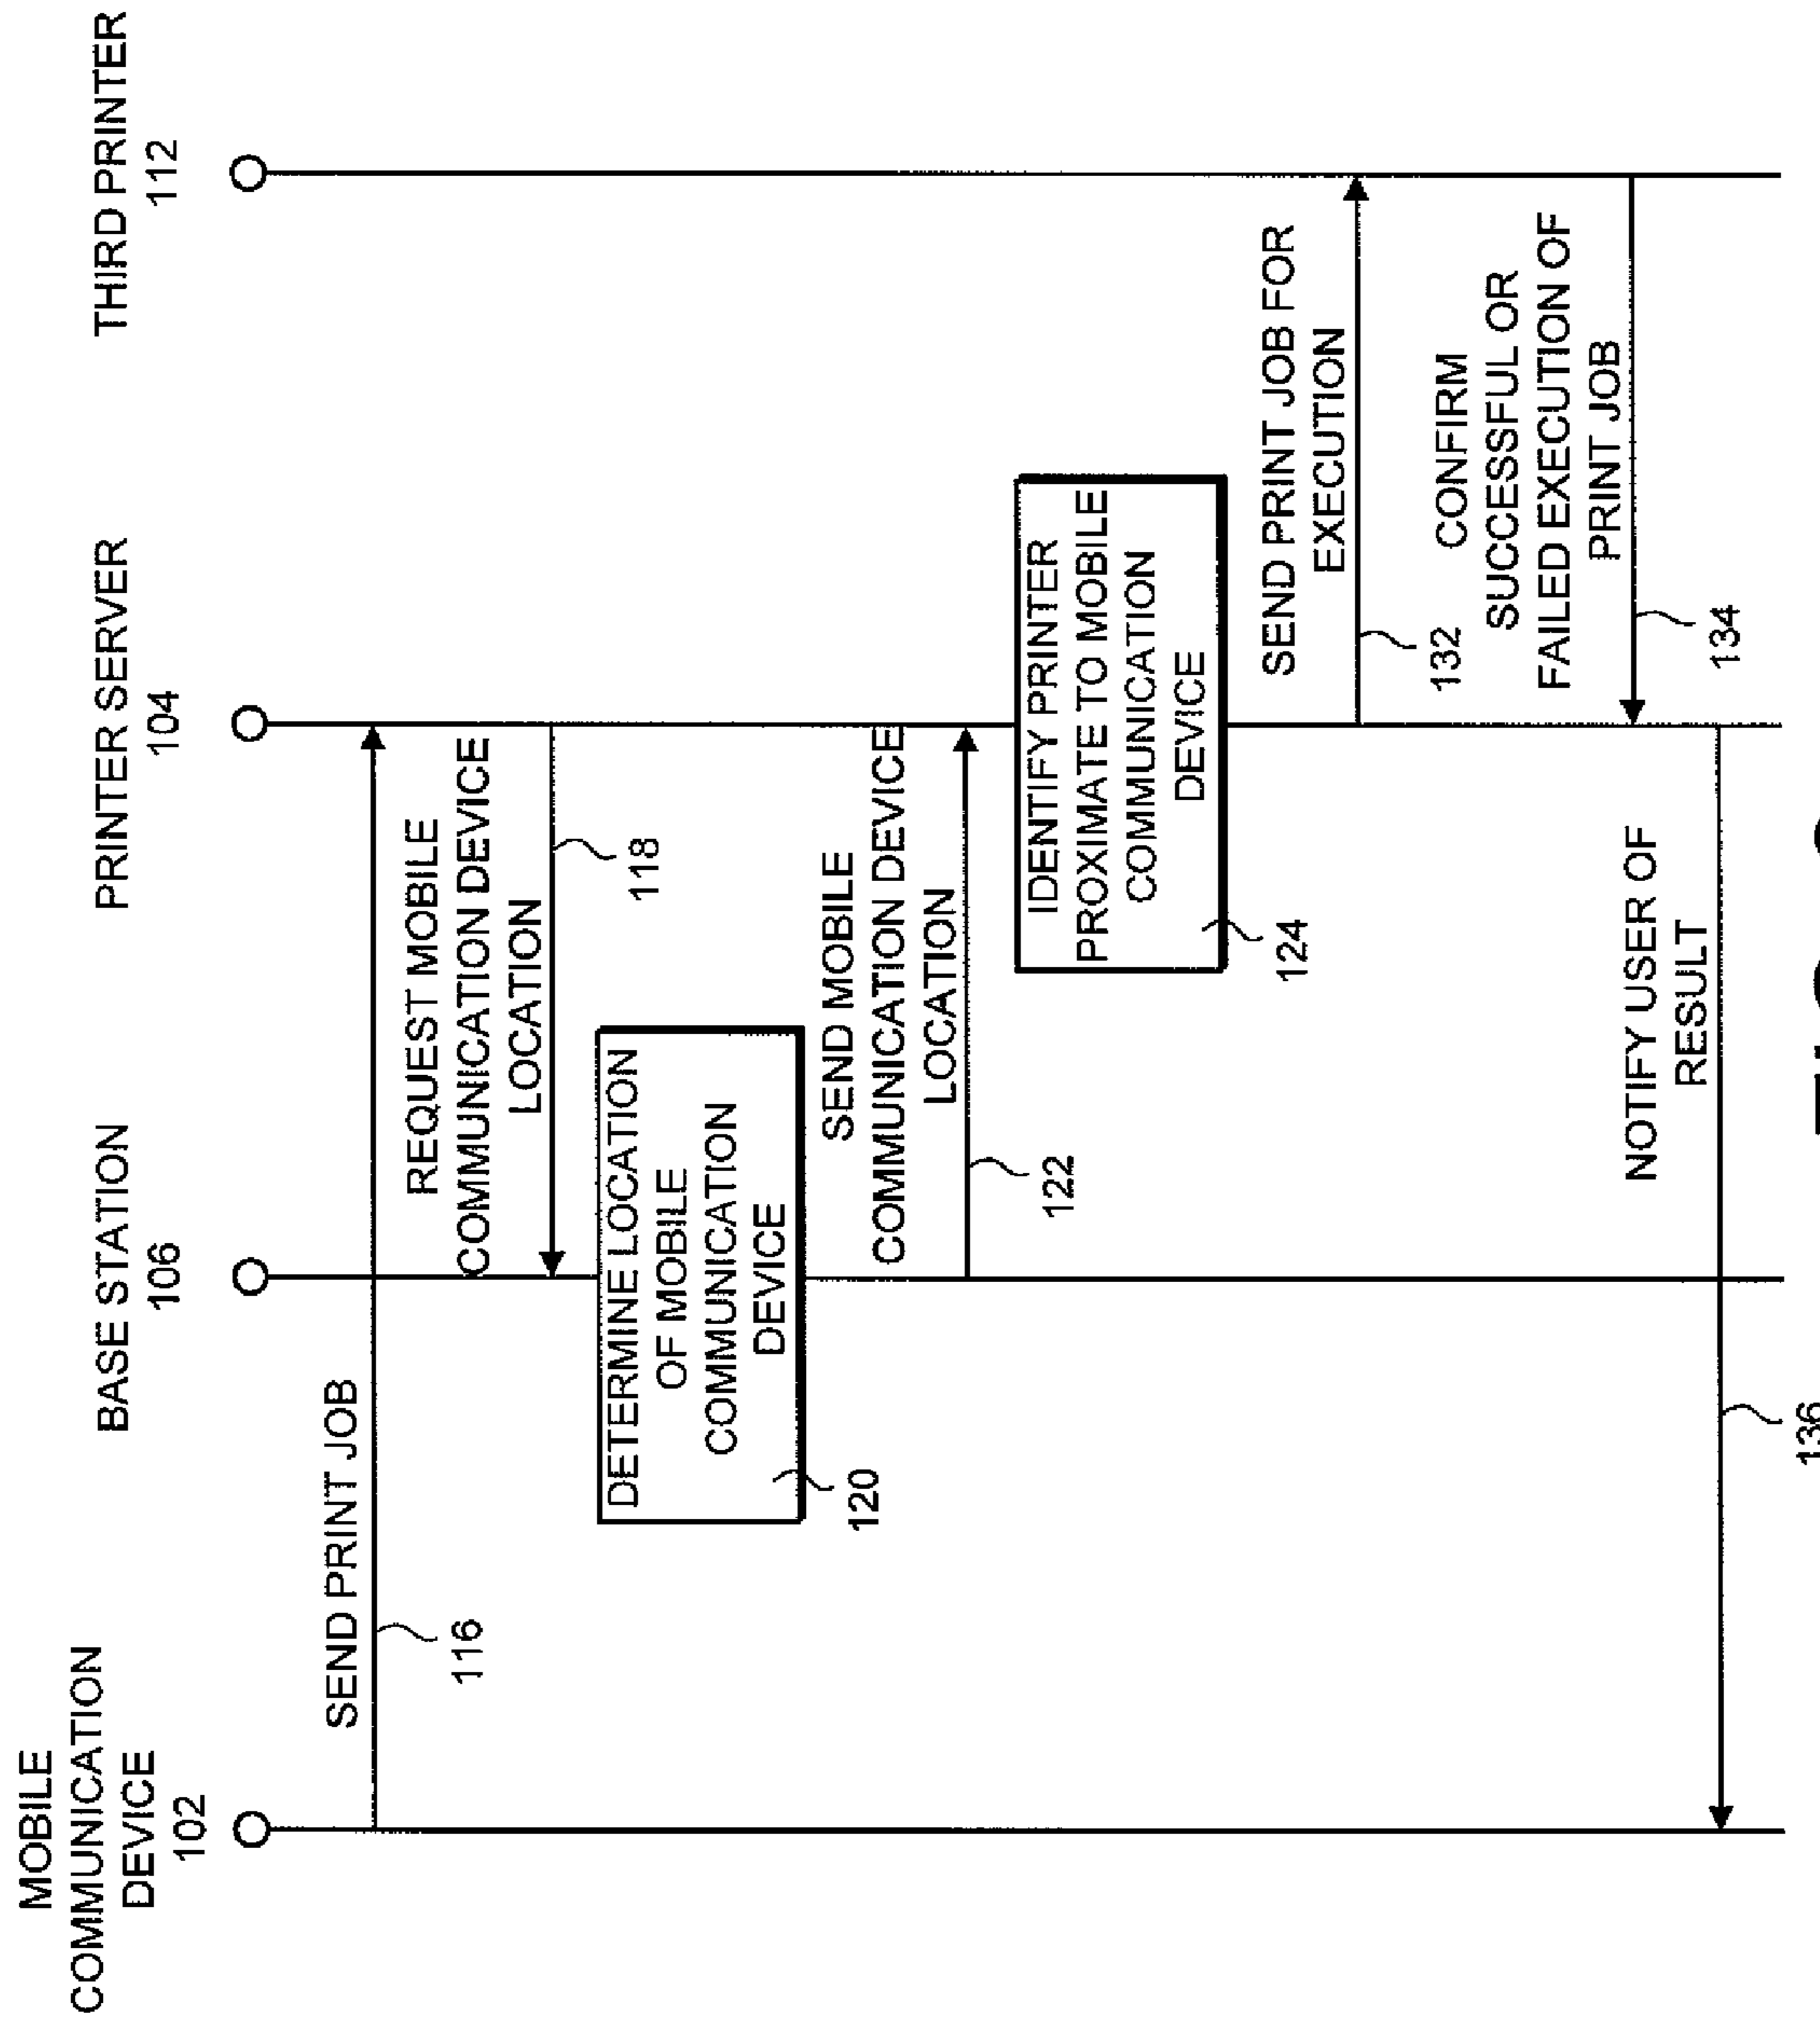 MOBILE
COMMUNICATION
DEVICE
102
BASE STATION
106
PRINTER SERVER
104
THIRD PRINTER
112
SEND PRINT JOB
116
REQUEST MOBILE
COMMUNICATION DEVICE
LOCATION
118
DETERMINE LOCATION
OF MOBILE
COMMUNICATION
DEVICE
120
SEND MOBILE
COMMUNICATION DEVICE
LOCATION
122
IDENTIFY PRINTER
PROXIMATE TO MOBILE
COMMUNICATION
DEVICE
124
SEND PRINT JOB FOR
EXECUTION
132
CONFIRM
SUCCESSFUL OR
FAILED EXECUTION OF
PRINT JOB
134
NOTIFY USER OF
RESULT
136